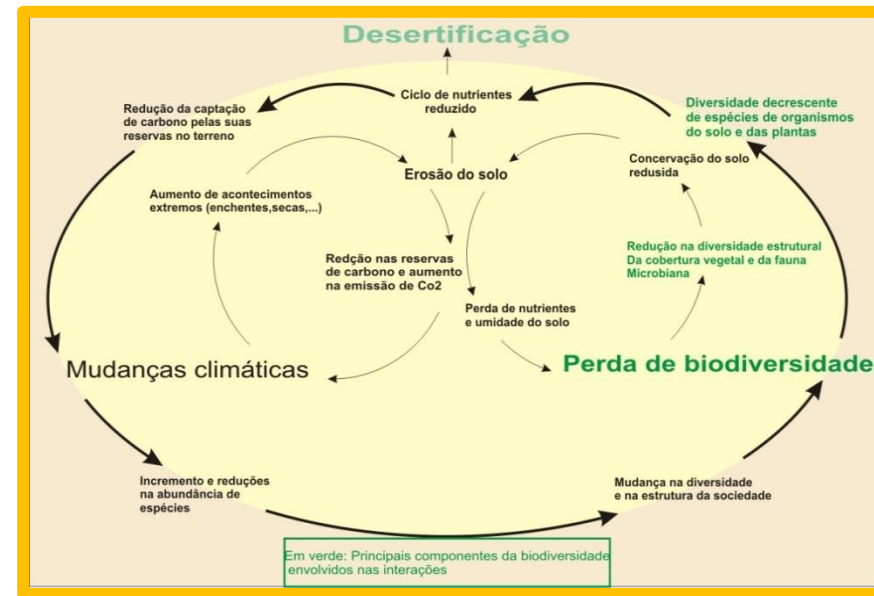 Desertificação
Ciclo de nutrientes
reduzido
Redução da captação
de carbono pelas suas
reservas no terreno
Diversidade decrescente
de espécies de organismos
do solo e das plantas
Concervação do solo
redusida
Erosão do solo
Aumento de acontecimentos
extremos (enchentes,secas,...)
Redção nas reservas
de carbono e aumento
na emissão de Co2
Redução na diversidade estrutural
Da cobertura vegetal e da fauna
Microbiana
Perda de nutrientes
e umidade do solo
Mudanças climáticas
Perda de biodiversidade
Incremento e reduções
na abundância de
espécies
Mudança na diversidade
e na estrutura da sociedade
Em verde: Principais componentes da biodiversidade
envolvidos nas interações